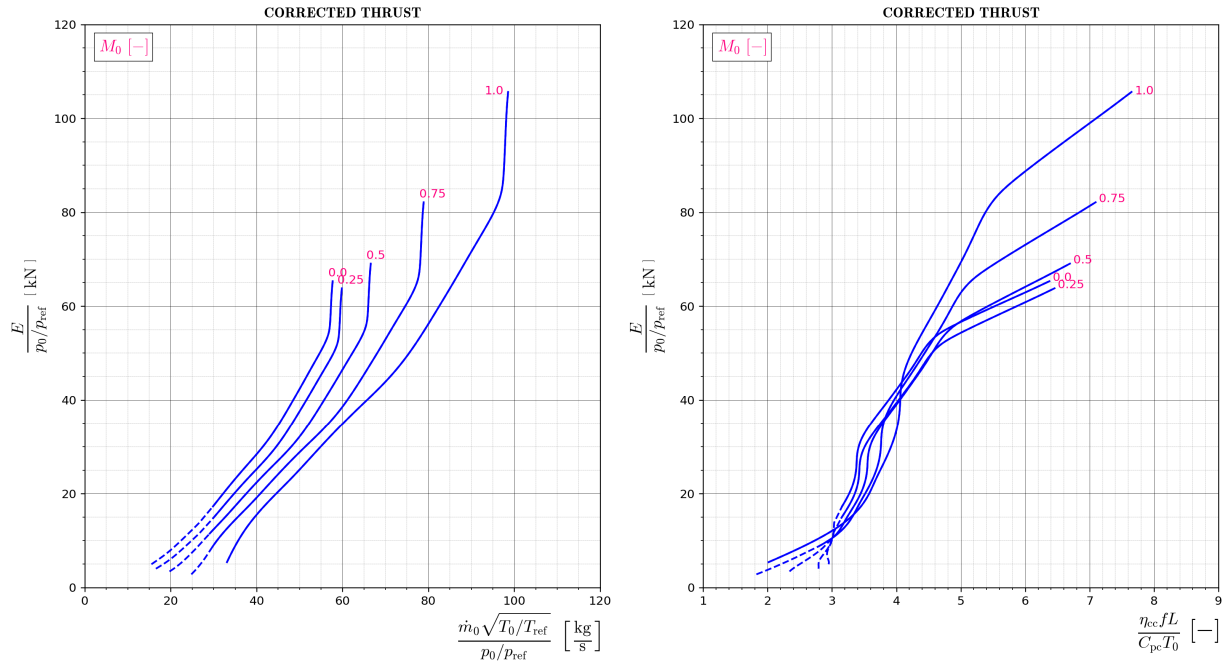 CORRECTED THRUST
M₀ [−]
120
100
80
60
40
20
0
E / p₀/p_ref [ kN ]
1.0
0.75
0.5
0.0
0.25
0 20 40 60 80 100 120
ṁ₀ √T₀/T_ref / p₀/p_ref [kg/s]
CORRECTED THRUST
M₀ [−]
120
100
80
60
40
20
0
E / p₀/p_ref [ kN ]
1.0
0.75
0.5
0.0
0.25
1 2 3 4 5 6 7 8 9
η_cc f L / C_pc T₀ [—]